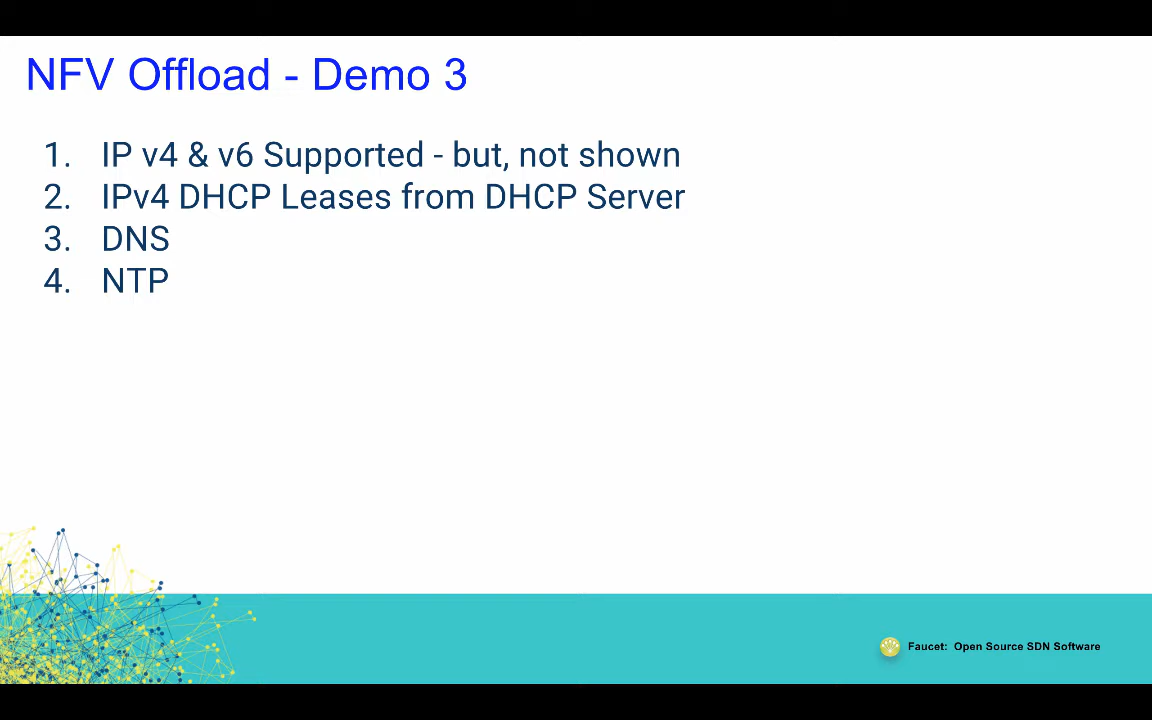 NFV Offload - Demo 3
1. IP v4 & v6 Supported - but, not shown
2. IPv4 DHCP Leases from DHCP Server
3. DNS
4. NTP
Faucet: Open Source SDN Software